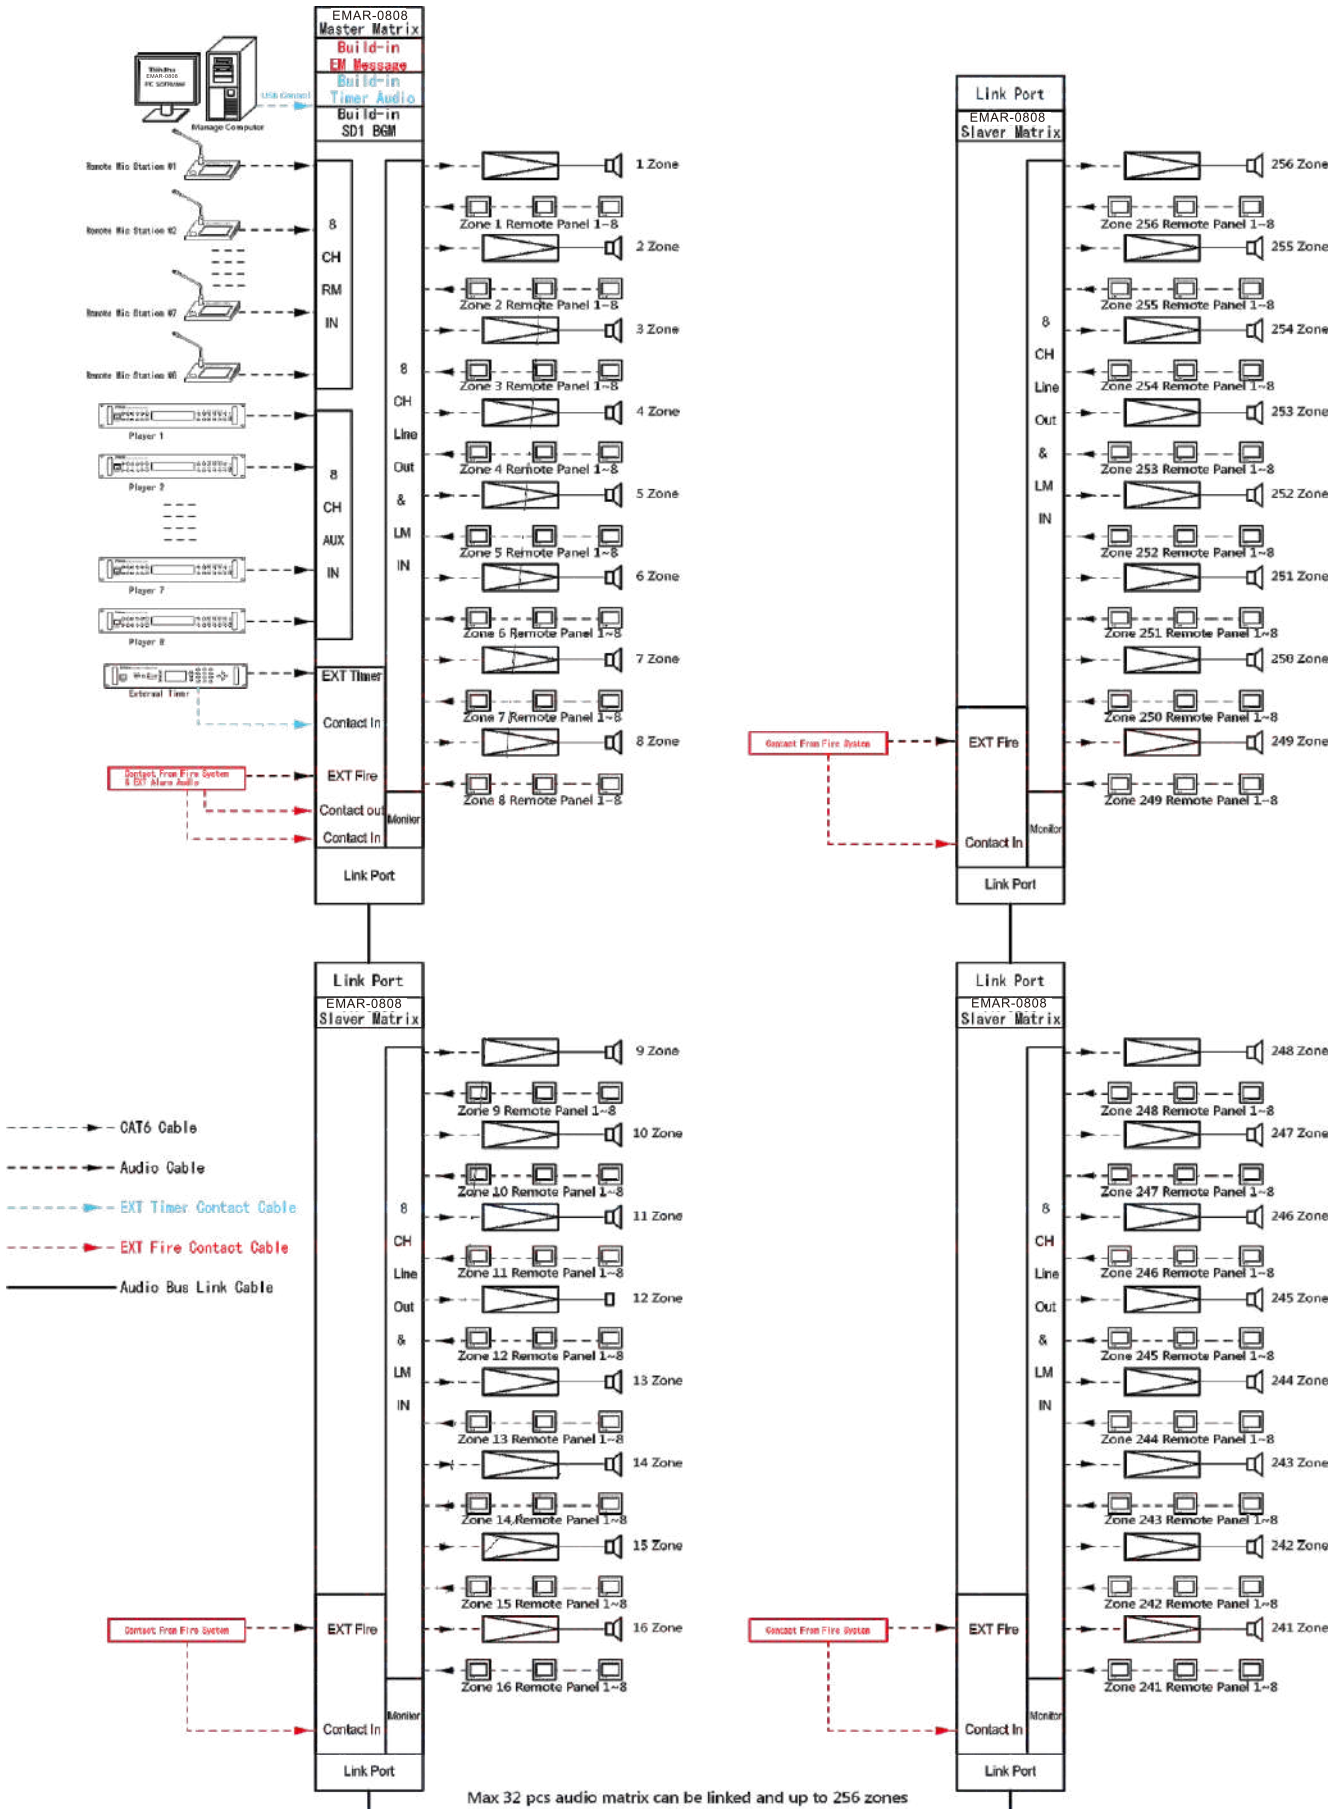 EMAR-0808
Master Matrix
Build-in
EM Message
Build-in
Timer Audio
Build-in
SD1 BGM
EMAR-0808
PC SOFTWARE
USB Control
Manage Computer
Remote Mic Station #1
Remote Mic Station #2
Remote Mic Station #7
Remote Mic Station #8
8
CH
RM
IN
Player 1
Player 2
Player 7
Player 8
8
CH
AUX
IN
External Timer
EXT Timer
Contact In
Contact From Fire System
& EXT Alarm Audio
EXT Fire
Contact out
Contact In
Monitor
Link Port
8
CH
Line
Out
&
LM
IN
1 Zone
Zone 1 Remote Panel 1~8
2 Zone
Zone 2 Remote Panel 1~8
3 Zone
Zone 3 Remote Panel 1~8
4 Zone
Zone 4 Remote Panel 1~8
5 Zone
Zone 5 Remote Panel 1~8
6 Zone
Zone 6 Remote Panel 1~8
7 Zone
Zone 7 Remote Panel 1~8
8 Zone
Zone 8 Remote Panel 1~8
Link Port
EMAR-0808
Slaver Matrix
8
CH
Line
Out
&
LM
IN
256 Zone
Zone 256 Remote Panel 1~8
255 Zone
Zone 255 Remote Panel 1~8
254 Zone
Zone 254 Remote Panel 1~8
253 Zone
Zone 253 Remote Panel 1~8
252 Zone
Zone 252 Remote Panel 1~8
251 Zone
Zone 251 Remote Panel 1~8
250 Zone
Zone 250 Remote Panel 1~8
249 Zone
Zone 249 Remote Panel 1~8
Contact From Fire System
EXT Fire
Contact In
Monitor
Link Port
Link Port
EMAR-0808
Slaver Matrix
8
CH
Line
Out
&
LM
IN
9 Zone
Zone 9 Remote Panel 1~8
10 Zone
Zone 10 Remote Panel 1~8
11 Zone
Zone 11 Remote Panel 1~8
12 Zone
Zone 12 Remote Panel 1~8
13 Zone
Zone 13 Remote Panel 1~8
14 Zone
Zone 14 Remote Panel 1~8
15 Zone
Zone 15 Remote Panel 1~8
16 Zone
Zone 16 Remote Panel 1~8
CAT6 Cable
Audio Cable
EXT Timer Contact Cable
EXT Fire Contact Cable
Audio Bus Link Cable
Contact From Fire System
EXT Fire
Contact In
Monitor
Link Port
Link Port
EMAR-0808
Slaver Matrix
8
CH
Line
Out
&
LM
IN
248 Zone
Zone 248 Remote Panel 1~8
247 Zone
Zone 247 Remote Panel 1~8
246 Zone
Zone 246 Remote Panel 1~8
245 Zone
Zone 245 Remote Panel 1~8
244 Zone
Zone 244 Remote Panel 1~8
243 Zone
Zone 243 Remote Panel 1~8
242 Zone
Zone 242 Remote Panel 1~8
241 Zone
Zone 241 Remote Panel 1~8
Contact From Fire System
EXT Fire
Contact In
Monitor
Link Port
Max 32 pcs audio matrix can be linked and up to 256 zones